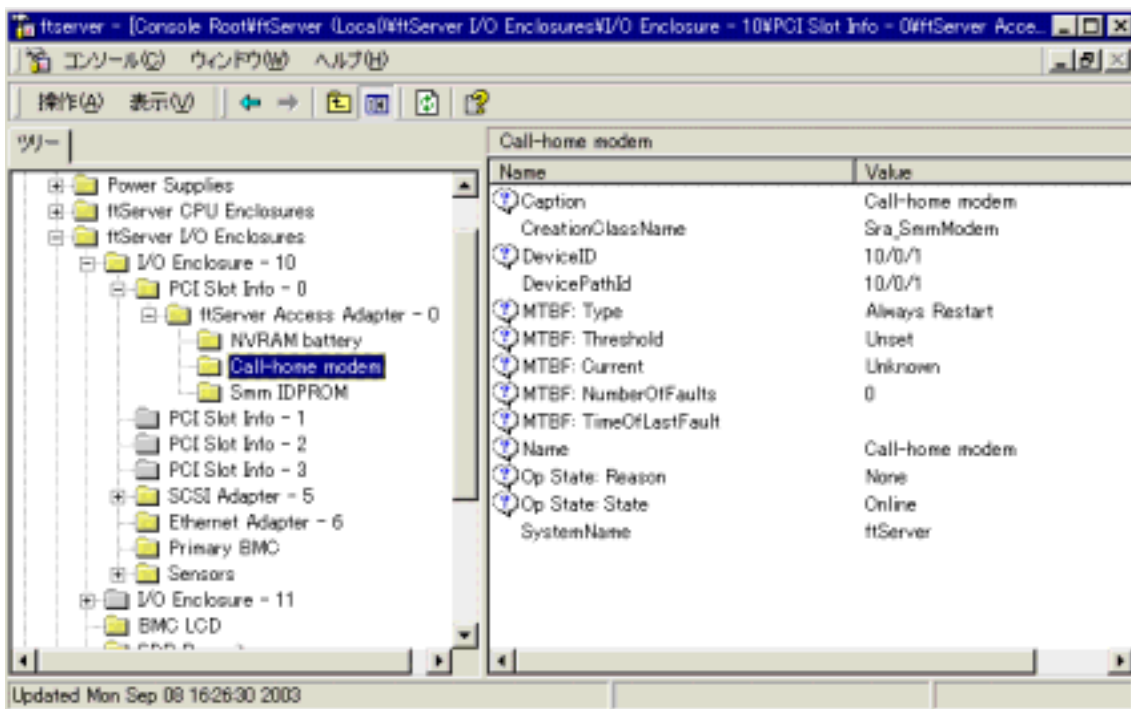 ftserver - [Console Root¥ftServer (Local)¥ftServer I/O Enclosures¥I/O Enclosure - 10¥PCI Slot Info - 0¥ftServer Acce...
コンソール(C) ウィンドウ(W) ヘルプ(H)
操作(A) 表示(V)
ツリー
Call-home modem
Power Supplies
ftServer CPU Enclosures
ftServer I/O Enclosures
I/O Enclosure - 10
PCI Slot Info - 0
ftServer Access Adapter - 0
NVRAM battery
Call-home modem
Smm IDPROM
PCI Slot Info - 1
PCI Slot Info - 2
PCI Slot Info - 3
SCSI Adapter - 5
Ethernet Adapter - 6
Primary BMC
Sensors
I/O Enclosure - 11
BMC LCD
Name Value
Caption Call-home modem
CreationClassName Sra_SmmModem
DeviceID 10/0/1
DevicePathId 10/0/1
MTBF: Type Always Restart
MTBF: Threshold Unset
MTBF: Current Unknown
MTBF: NumberOfFaults 0
MTBF: TimeOfLastFault
Name Call-home modem
Op State: Reason None
Op State: State Online
SystemName ftServer
Updated Mon Sep 08 16:26:30 2003